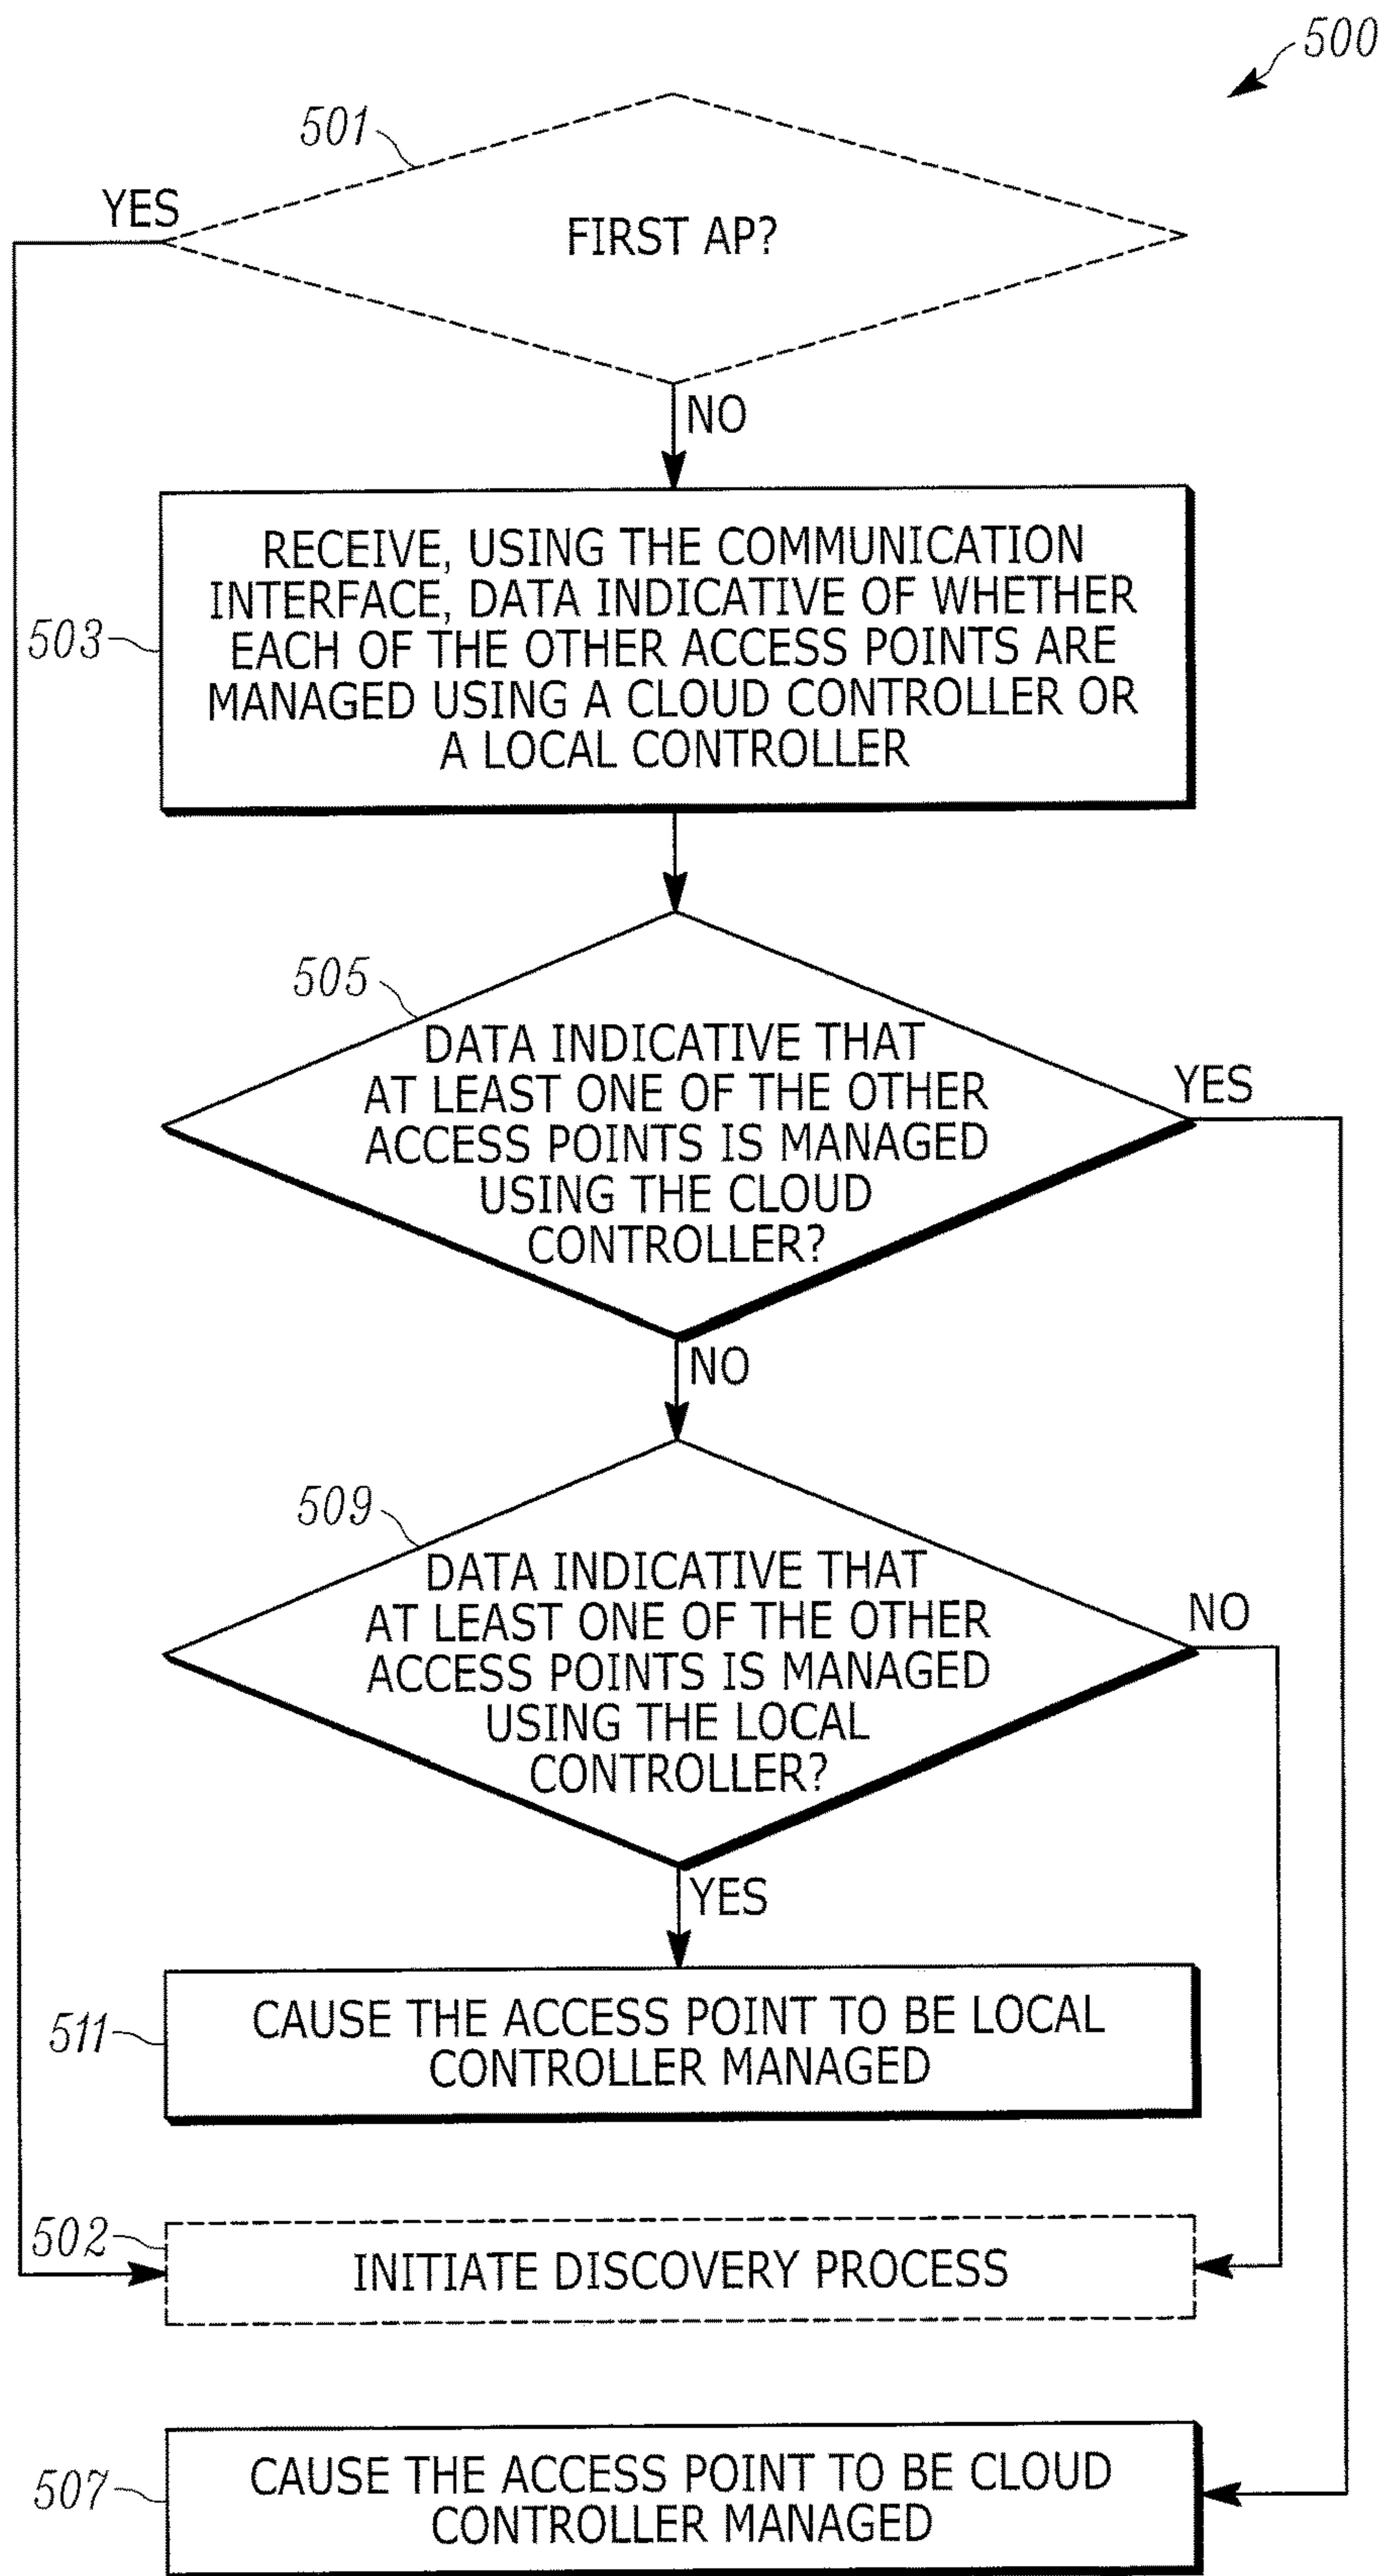 500
501
YES
FIRST AP?
NO
RECEIVE, USING THE COMMUNICATION
INTERFACE, DATA INDICATIVE OF WHETHER
EACH OF THE OTHER ACCESS POINTS ARE
MANAGED USING A CLOUD CONTROLLER OR
A LOCAL CONTROLLER
503
505
DATA INDICATIVE THAT
AT LEAST ONE OF THE OTHER
ACCESS POINTS IS MANAGED
USING THE CLOUD
CONTROLLER?
YES
NO
509
DATA INDICATIVE THAT
AT LEAST ONE OF THE OTHER
ACCESS POINTS IS MANAGED
USING THE LOCAL
CONTROLLER?
NO
YES
511
CAUSE THE ACCESS POINT TO BE LOCAL
CONTROLLER MANAGED
502
INITIATE DISCOVERY PROCESS
507
CAUSE THE ACCESS POINT TO BE CLOUD
CONTROLLER MANAGED